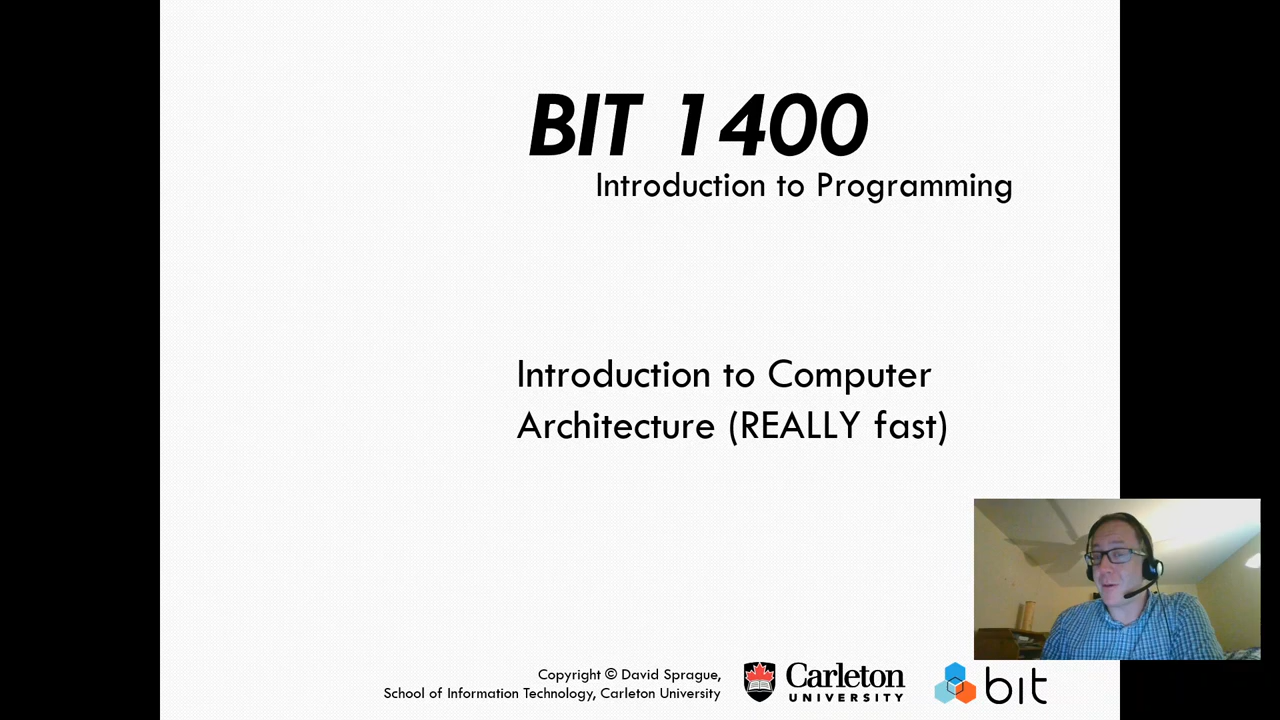 BIT 1400
Introduction to Programming
Introduction to Computer
Architecture (REALLY fast)
Copyright © David Sprague,
School of Information Technology, Carleton University
Carleton
UNIVERSITY
bit